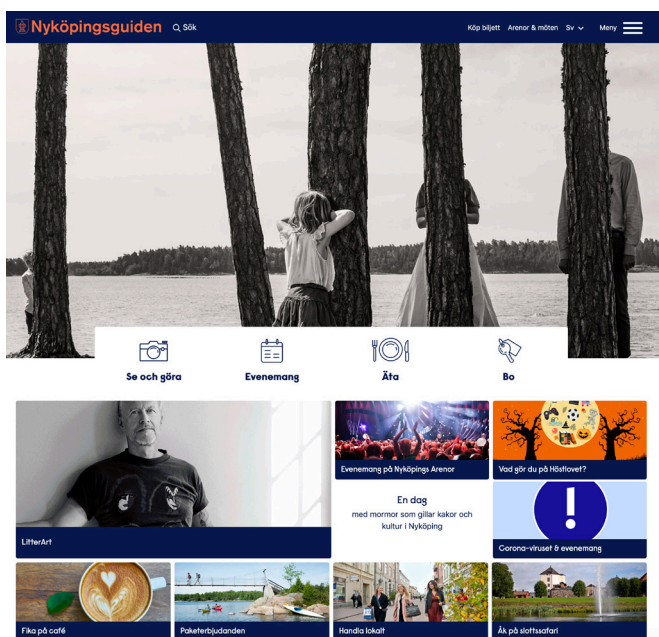 Nyköpingsguiden
Sök
Köp biljett Arenor & möten Sv Meny
Se och göra Evenemang Äta Bo
LitterArt
Evenemang på Nyköpings Arenor
Vad gör du på Höstlovet?
En dag
med mormor som gillar kakor och
kultur i Nyköping
Corona-viruset & evenemang
Fika på café
Paketerbjudanden
Handla lokalt
Åk på slottssafari